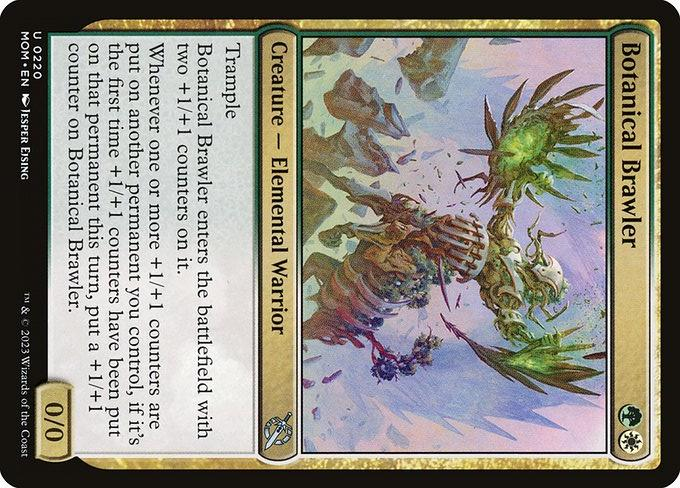 Botanical Brawler
Creature — Elemental Warrior
Trample
Botanical Brawler enters the battlefield with
two +1/+1 counters on it.
Whenever one or more +1/+1 counters are
put on another permanent you control, if it's
the first time +1/+1 counters have been put
on that permanent this turn, put a +1/+1
counter on Botanical Brawler.
0/0
U 0220
MOM • EN Jesper Ejsing
™ & © 2023 Wizards of the Coast